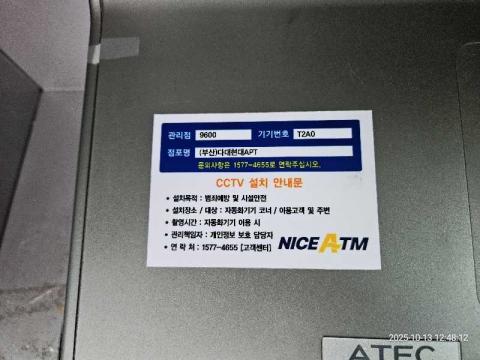 관리점 9600 기기번호 T2A0
점포명 (부산)다대현대APT
문의사항은 1577-4655로 연락주십시오.
CCTV 설치 안내문
• 설치목적 : 범죄예방 및 시설안전
• 설치장소 / 대상 : 자동화기기 코너 / 이용고객 및 주변
• 촬영시간 : 자동화기기 이용 시
• 관리책임자 : 개인정보 보호 담당자
• 연 락 처 : 1577-4655 [고객센터]
NICE ATM
2025-10-13 12:48:12
ATEC